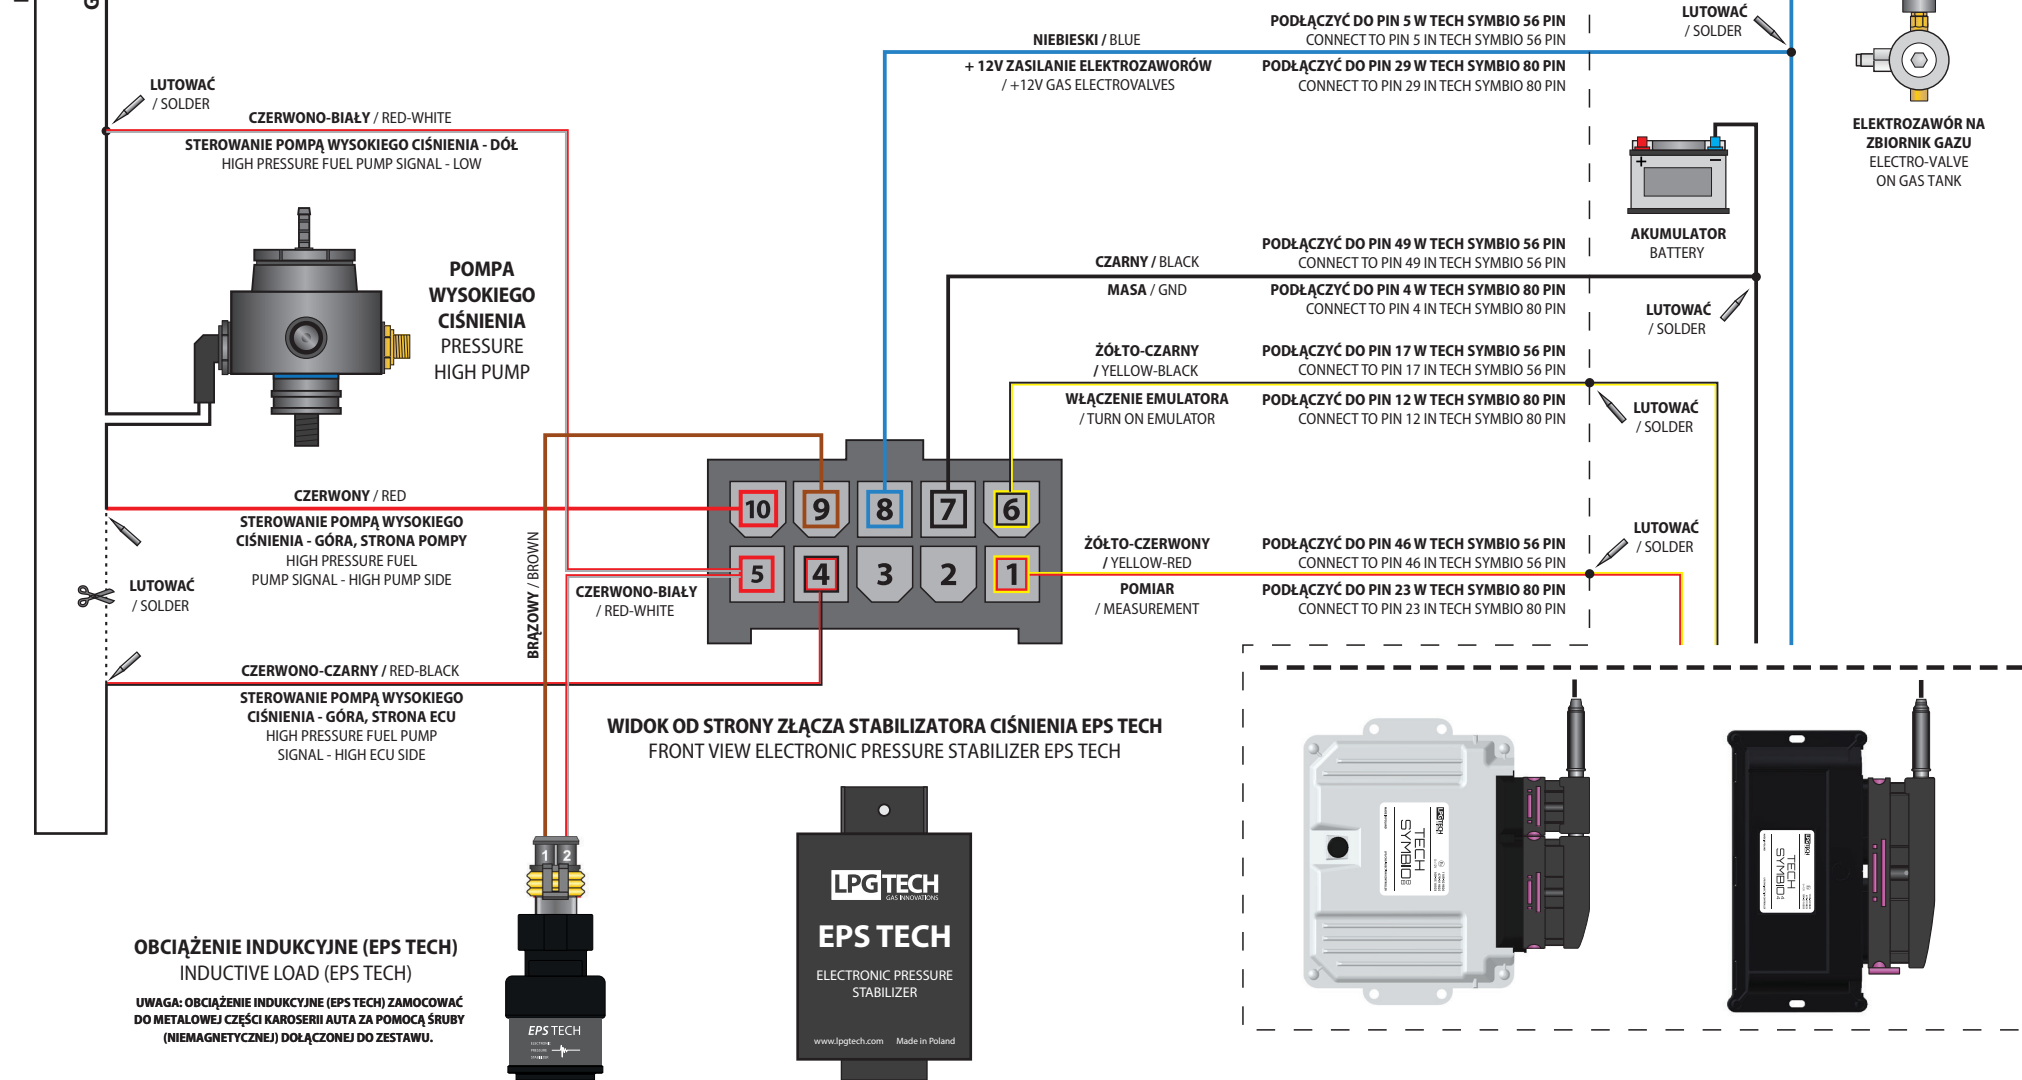 G
LUTOWAĆ
/ SOLDER
CZERWONO-BIAŁY / RED-WHITE
STEROWANIE POMPĄ WYSOKIEGO CIŚNIENIA - DÓŁ
HIGH PRESSURE FUEL PUMP SIGNAL - LOW
POMPA
WYSOKIEGO
CIŚNIENIA
PRESSURE
HIGH PUMP
CZERWONY / RED
STEROWANIE POMPĄ WYSOKIEGO
CIŚNIENIA - GÓRA, STRONA POMPY
HIGH PRESSURE FUEL
PUMP SIGNAL - HIGH PUMP SIDE
LUTOWAĆ
/ SOLDER
CZERWONO-CZARNY / RED-BLACK
STEROWANIE POMPĄ WYSOKIEGO
CIŚNIENIA - GÓRA, STRONA ECU
HIGH PRESSURE FUEL PUMP
SIGNAL - HIGH ECU SIDE
BRĄZOWY / BROWN
CZERWONO-BIAŁY
/ RED-WHITE
10 9 8 7 6
5 4 3 2 1
NIEBIESKI / BLUE
+ 12V ZASILANIE ELEKTROZAWORÓW
/ +12V GAS ELECTROVALVES
PODŁĄCZYĆ DO PIN 5 W TECH SYMBIO 56 PIN
CONNECT TO PIN 5 IN TECH SYMBIO 56 PIN
PODŁĄCZYĆ DO PIN 29 W TECH SYMBIO 80 PIN
CONNECT TO PIN 29 IN TECH SYMBIO 80 PIN
LUTOWAĆ
/ SOLDER
ELEKTROZAWÓR NA
ZBIORNIK GAZU
ELECTRO-VALVE
ON GAS TANK
+ −
AKUMULATOR
BATTERY
CZARNY / BLACK
MASA / GND
PODŁĄCZYĆ DO PIN 49 W TECH SYMBIO 56 PIN
CONNECT TO PIN 49 IN TECH SYMBIO 56 PIN
PODŁĄCZYĆ DO PIN 4 W TECH SYMBIO 80 PIN
CONNECT TO PIN 4 IN TECH SYMBIO 80 PIN
LUTOWAĆ
/ SOLDER
ŻÓŁTO-CZARNY
/ YELLOW-BLACK
WŁĄCZENIE EMULATORA
/ TURN ON EMULATOR
PODŁĄCZYĆ DO PIN 17 W TECH SYMBIO 56 PIN
CONNECT TO PIN 17 IN TECH SYMBIO 56 PIN
PODŁĄCZYĆ DO PIN 12 W TECH SYMBIO 80 PIN
CONNECT TO PIN 12 IN TECH SYMBIO 80 PIN
LUTOWAĆ
/ SOLDER
ŻÓŁTO-CZERWONY
/ YELLOW-RED
POMIAR
/ MEASUREMENT
PODŁĄCZYĆ DO PIN 46 W TECH SYMBIO 56 PIN
CONNECT TO PIN 46 IN TECH SYMBIO 56 PIN
PODŁĄCZYĆ DO PIN 23 W TECH SYMBIO 80 PIN
CONNECT TO PIN 23 IN TECH SYMBIO 80 PIN
LUTOWAĆ
/ SOLDER
WIDOK OD STRONY ZŁĄCZA STABILIZATORA CIŚNIENIA EPS TECH
FRONT VIEW ELECTRONIC PRESSURE STABILIZER EPS TECH
LPGTECH
GAS INNOVATIONS
EPS TECH
ELECTRONIC PRESSURE
STABILIZER
www.lpgtech.com Made in Poland
1 2
EPS TECH
ELECTRONIC
PRESSURE
STABILIZER
OBCIĄŻENIE INDUKCYJNE (EPS TECH)
INDUCTIVE LOAD (EPS TECH)
UWAGA: OBCIĄŻENIE INDUKCYJNE (EPS TECH) ZAMOCOWAĆ
DO METALOWEJ CZĘŚCI KAROSERII AUTA ZA POMOCĄ ŚRUBY
(NIEMAGNETYCZNEJ) DOŁĄCZONEJ DO ZESTAWU.
LPGTECH
TECH
SYMBIO
LPGTECH
TECH
SYMBIO